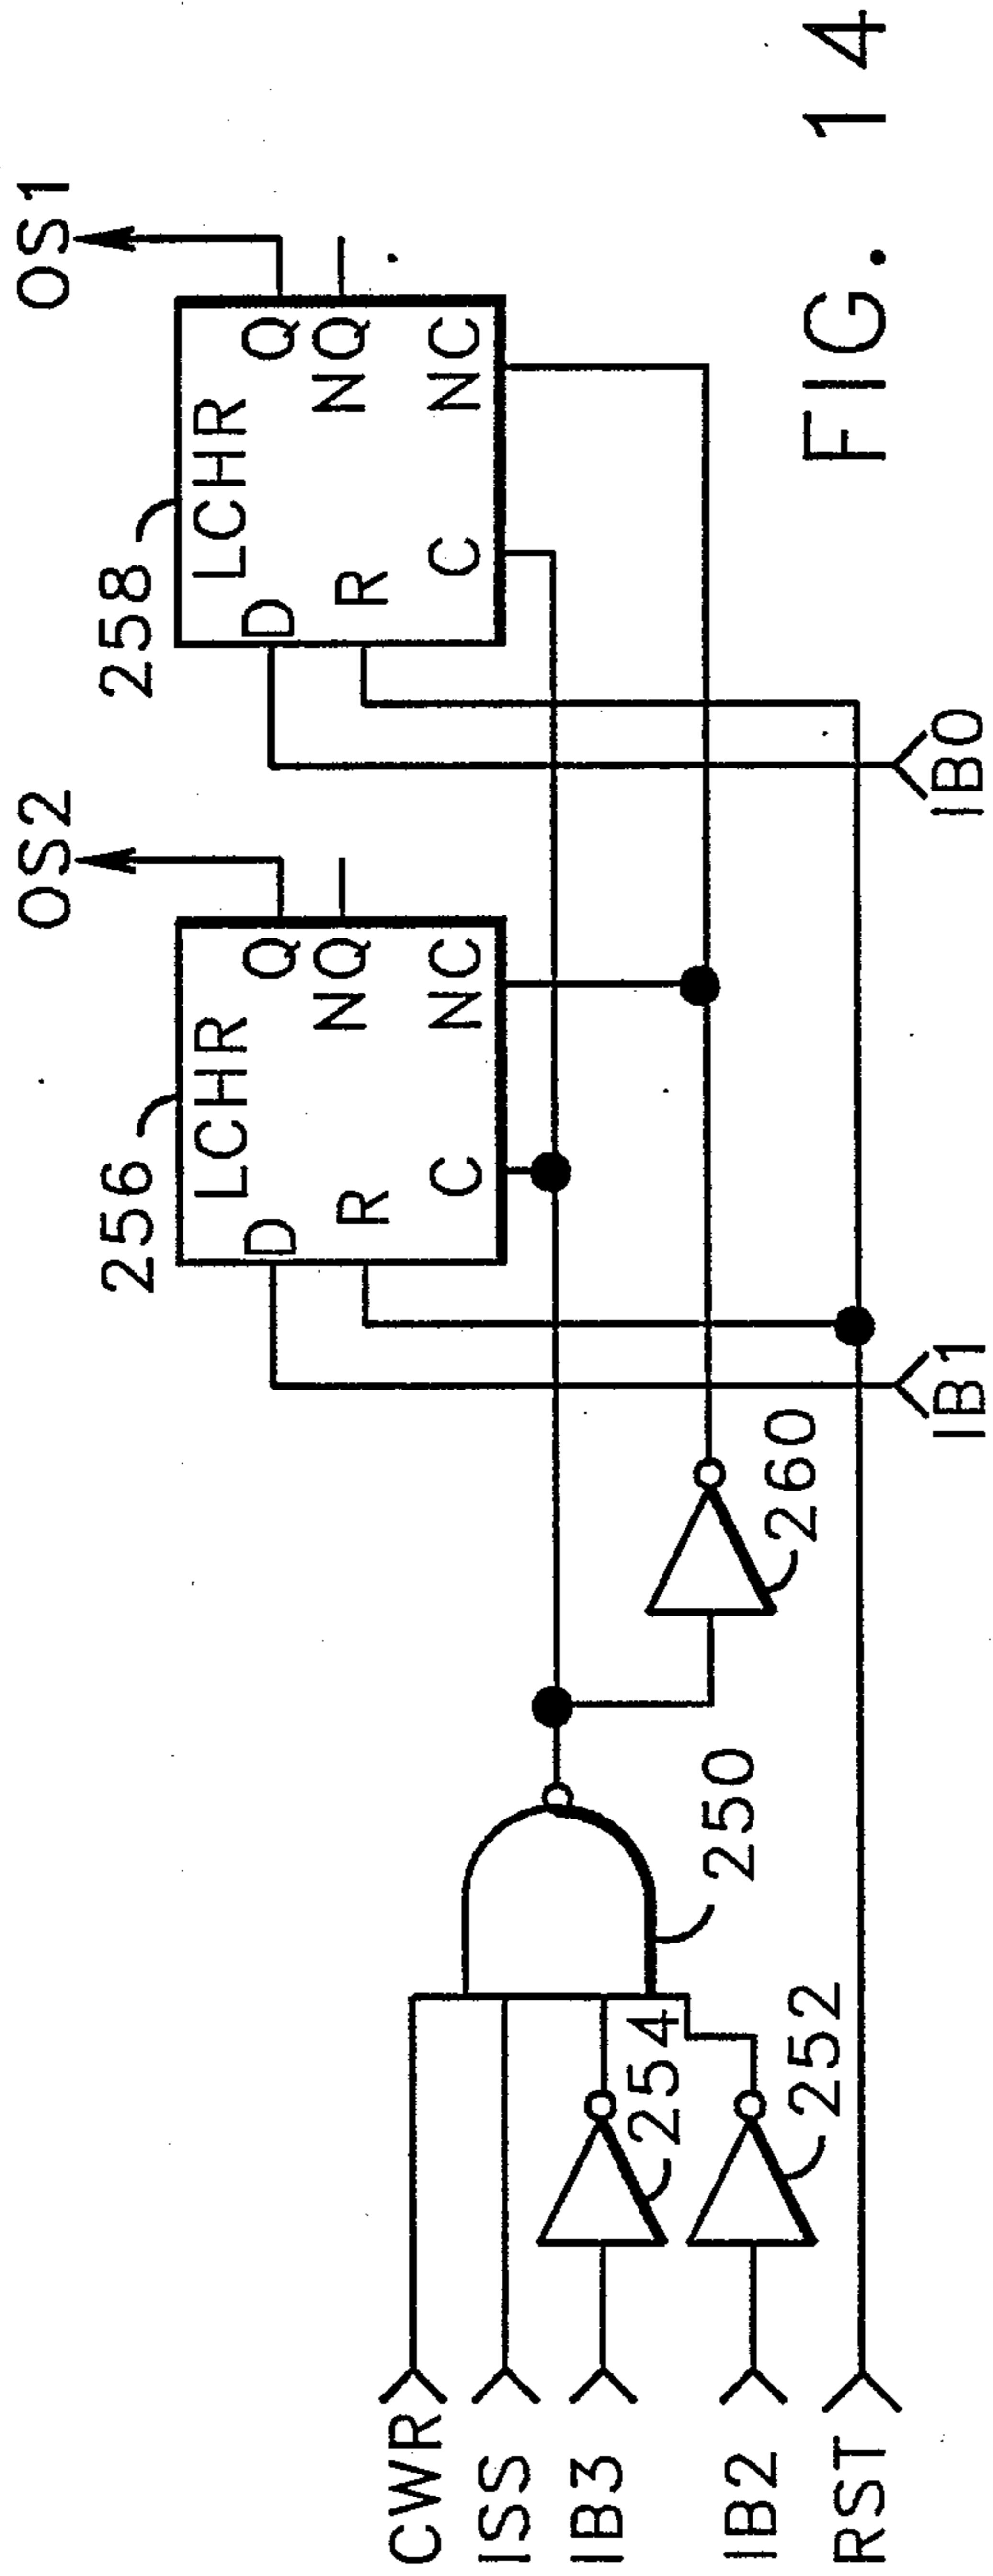 OS2
OS1
256
258
LCHR
LCHR
D
Q
D
Q
R
NQ
R
NQ
C
NC
C
NC
CWR
ISS
IB3
254
250
IB2
252
260
RST
IB1
IB0
FIG. 14